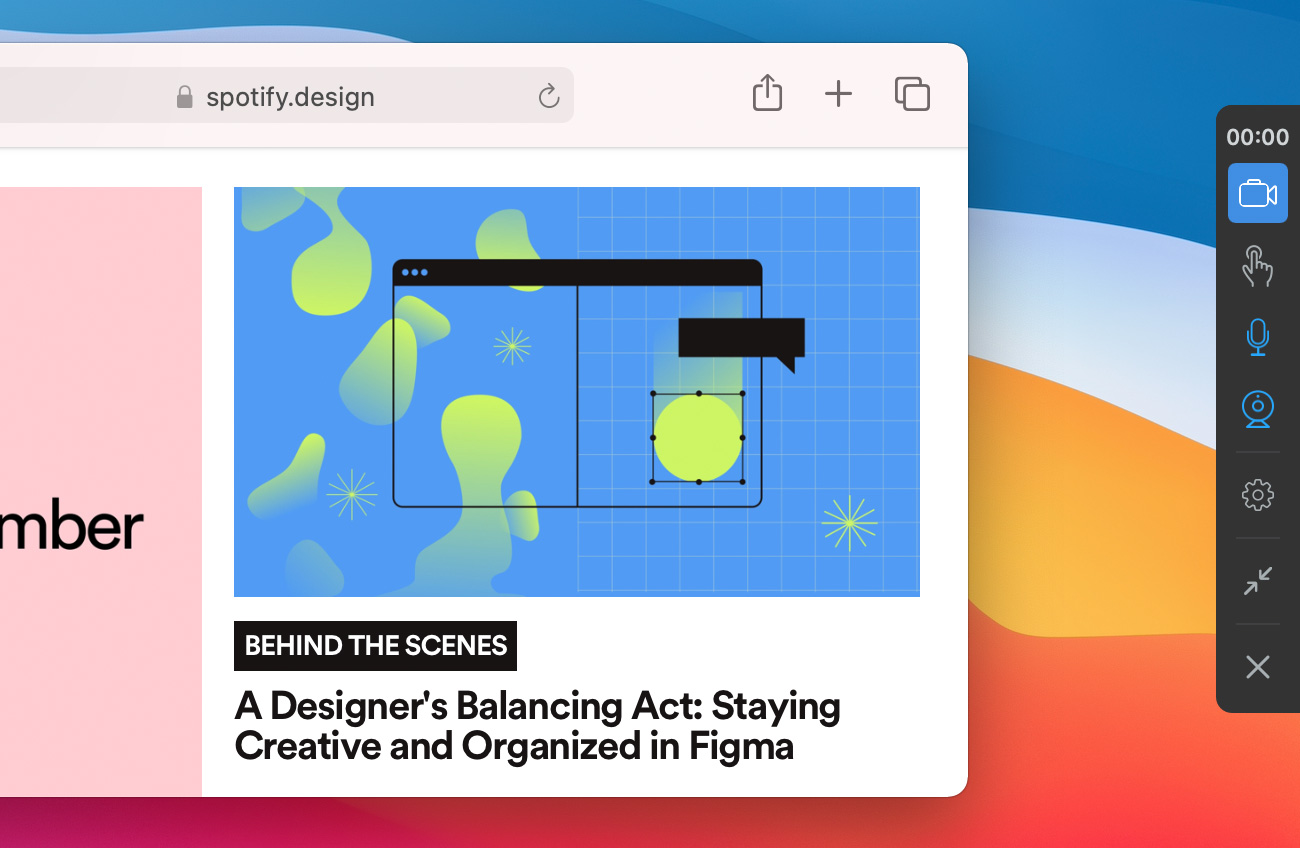 spotify.design
00:00
mber
BEHIND THE SCENES
A Designer's Balancing Act: Staying
Creative and Organized in Figma